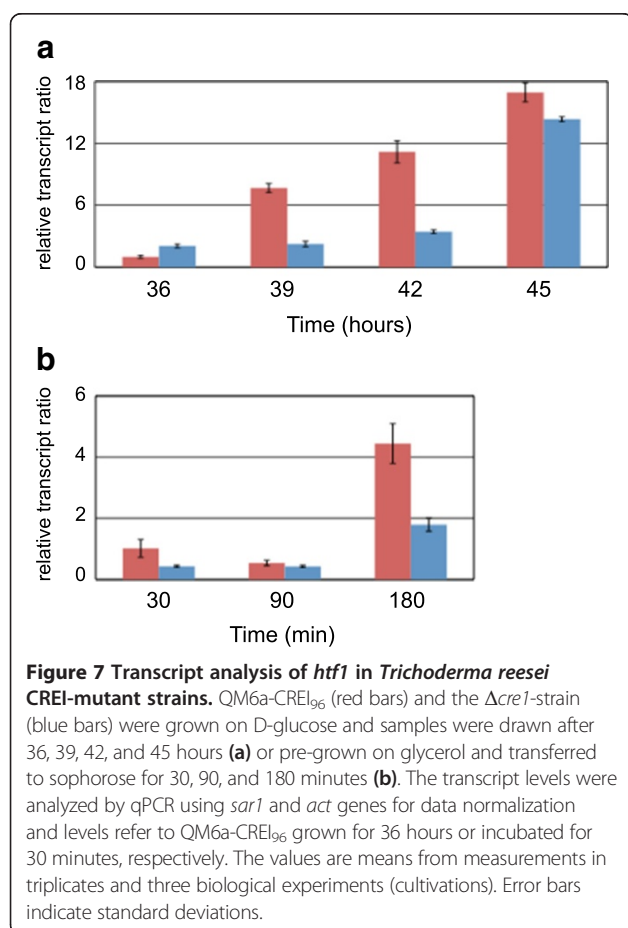 a
18
12
6
0
relative transcript ratio
36 39 42 45
Time (hours)
b
6
4
2
0
relative transcript ratio
30 90 180
Time (min)
Figure 7 Transcript analysis of htf1 in Trichoderma reesei
CREI-mutant strains. QM6a-CREI₉₆ (red bars) and the Δcre1-strain
(blue bars) were grown on D-glucose and samples were drawn after
36, 39, 42, and 45 hours (a) or pre-grown on glycerol and transferred
to sophorose for 30, 90, and 180 minutes (b). The transcript levels were
analyzed by qPCR using sar1 and act genes for data normalization
and levels refer to QM6a-CREI₉₆ grown for 36 hours or incubated for
30 minutes, respectively. The values are means from measurements in
triplicates and three biological experiments (cultivations). Error bars
indicate standard deviations.